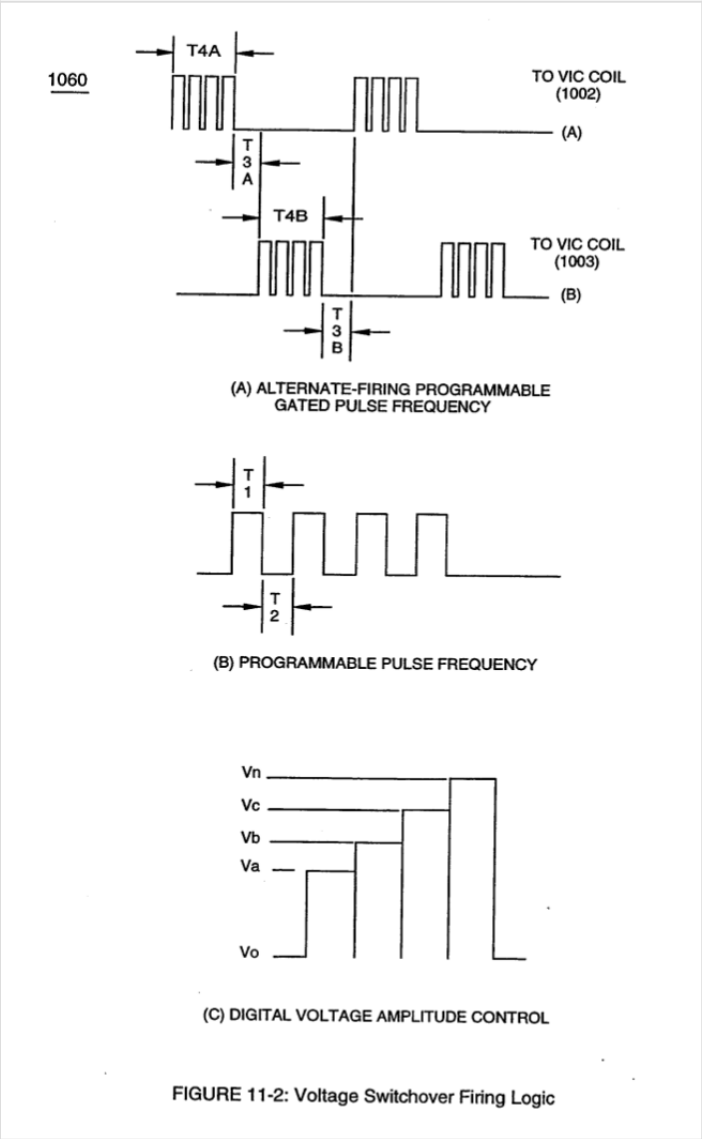 T4A
1060
TO VIC COIL
(1002)
(A)
T
3
A
T4B
TO VIC COIL
(1003)
(B)
T
3
B
(A) ALTERNATE-FIRING PROGRAMMABLE
GATED PULSE FREQUENCY
T
1
T
2
(B) PROGRAMMABLE PULSE FREQUENCY
Vn
Vc
Vb
Va
Vo
(C) DIGITAL VOLTAGE AMPLITUDE CONTROL
FIGURE 11-2: Voltage Switchover Firing Logic